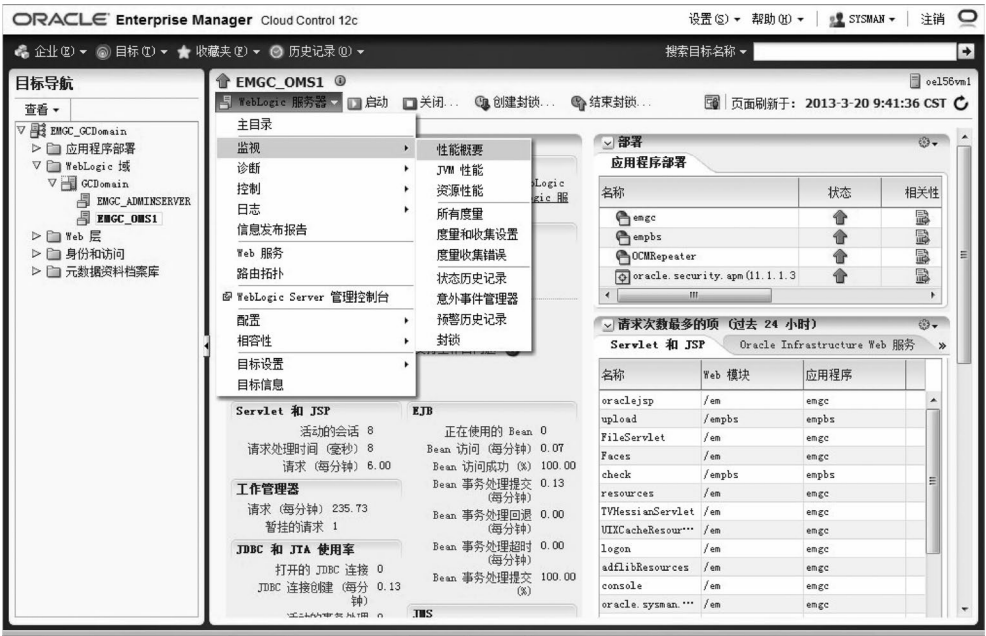 ORACLE Enterprise Manager Cloud Control 12c
设置(S) 帮助(H) SYSMAN 注销
企业(E) 目标(T) 收藏夹(F) 历史记录(O) 搜索目标名称
目标导航
查看
EMGC_GCDomain
应用程序部署
WebLogic 域
GCDomain
EMGC_ADMINSERVER
EMGC_OMS1
Web 层
身份和访问
元数据资料档案库
EMGC_OMS1
oel56vm1
WebLogic 服务器 启动 关闭... 创建封锁... 结束封锁...
页面刷新于: 2013-3-20 9:41:36 CST
主目录
监视
诊断
控制
日志
信息发布报告
Web 服务
路由拓扑
WebLogic Server 管理控制台
配置
相容性
目标设置
目标信息
性能概要
JVM 性能
资源性能
所有度量
度量和收集设置
度量收集错误
状态历史记录
意外事件管理器
预警历史记录
封锁
Servlet 和 JSP
活动的会话 8
请求处理时间 (毫秒) 8
请求 (每分钟) 6.00
工作管理器
请求 (每分钟) 235.73
暂挂的请求 1
JDBC 和 JTA 使用率
打开的 JDBC 连接 0
JDBC 连接创建 (每分钟) 0.13
EJB
正在使用的 Bean 0
Bean 访问 (每分钟) 0.07
Bean 访问成功 (%) 100.00
Bean 事务处理提交 (每分钟) 0.13
Bean 事务处理回退 (每分钟) 0.00
Bean 事务处理超时 (每分钟) 0.00
Bean 事务处理提交 (%) 100.00
JMS
部署
应用程序部署
名称 状态 相关性
emgc
empbs
OCMRepeater
oracle.security.apm(11.1.1.3
请求次数最多的项 (过去 24 小时)
Servlet 和 JSP Oracle Infrastructure Web 服务
名称 Web 模块 应用程序
oraclejsp /em emgc
upload /empbs empbs
FileServlet /em emgc
Faces /em emgc
check /empbs empbs
resources /em emgc
TVHessianServlet /em emgc
UIXCacheResour... /em emgc
logon /em emgc
adflibResources /em emgc
console /em emgc
oracle.sysman.... /em emgc